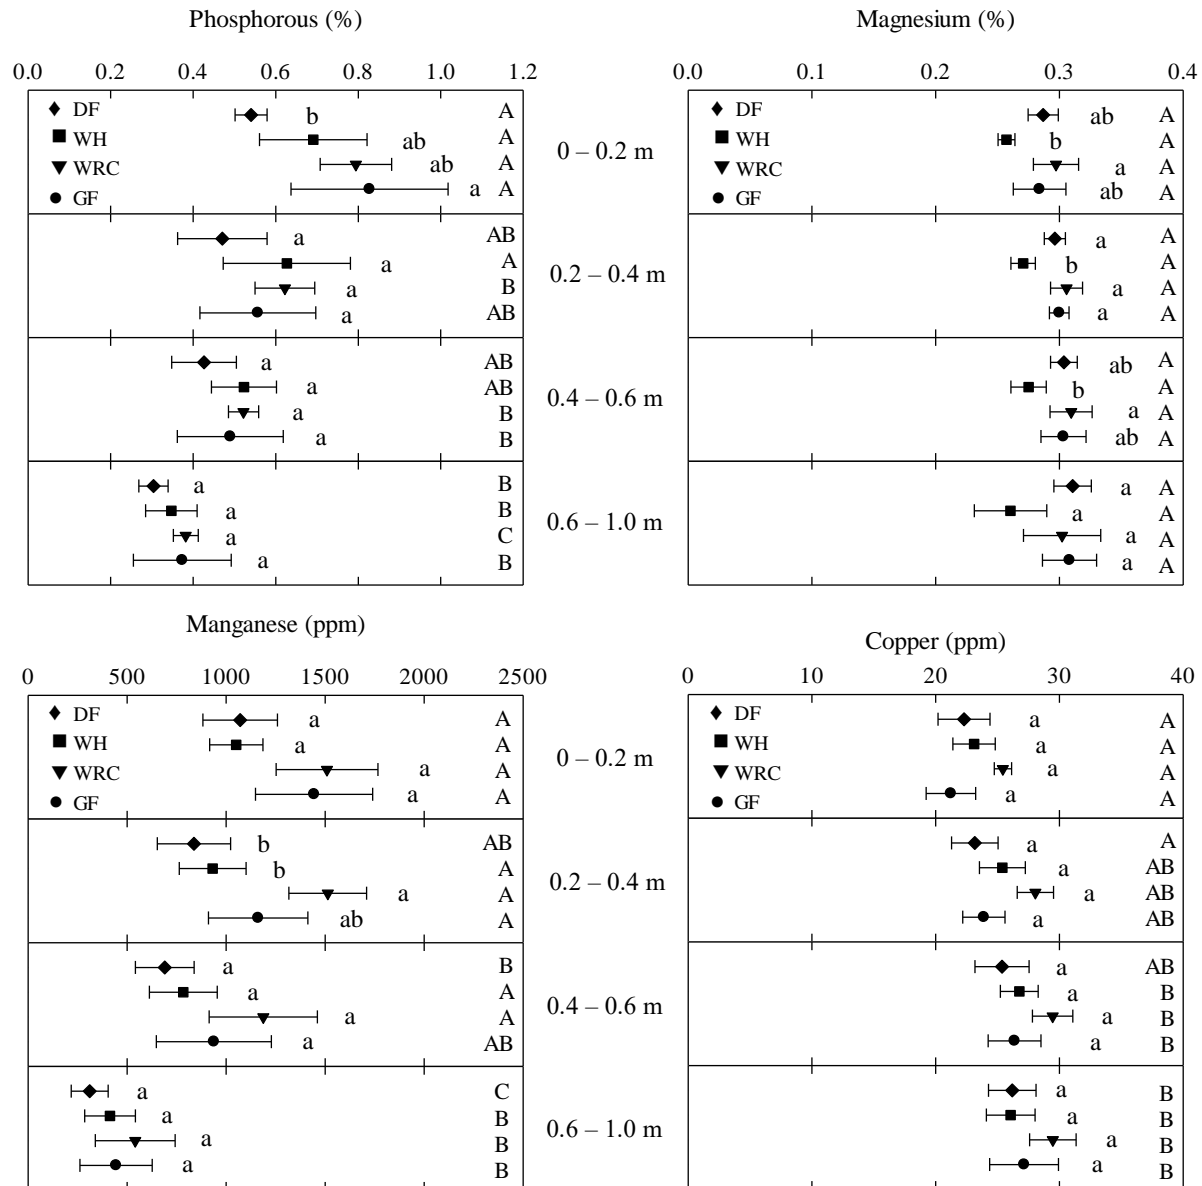 Phosphorous (%)
0.0 0.2 0.4 0.6 0.8 1.0 1.2
DF b A
WH ab A
WRC ab A
GF a A
a AB
a A
a B
a AB
a AB
a AB
a B
a B
a B
a B
a C
a B
0 – 0.2 m
0.2 – 0.4 m
0.4 – 0.6 m
0.6 – 1.0 m
Magnesium (%)
0.0 0.1 0.2 0.3 0.4
DF ab A
WH b A
WRC a A
GF ab A
a A
b A
a A
a A
ab A
b A
a A
ab A
a A
a A
a A
a A
Manganese (ppm)
0 500 1000 1500 2000 2500
DF a A
WH a A
WRC a A
GF a A
b AB
b A
a A
ab A
a B
a A
a A
a AB
a C
a B
a B
a B
0 – 0.2 m
0.2 – 0.4 m
0.4 – 0.6 m
0.6 – 1.0 m
Copper (ppm)
0 10 20 30 40
DF a A
WH a A
WRC a A
GF a A
a A
a AB
a AB
a AB
a AB
a B
a B
a B
a B
a B
a B
a B